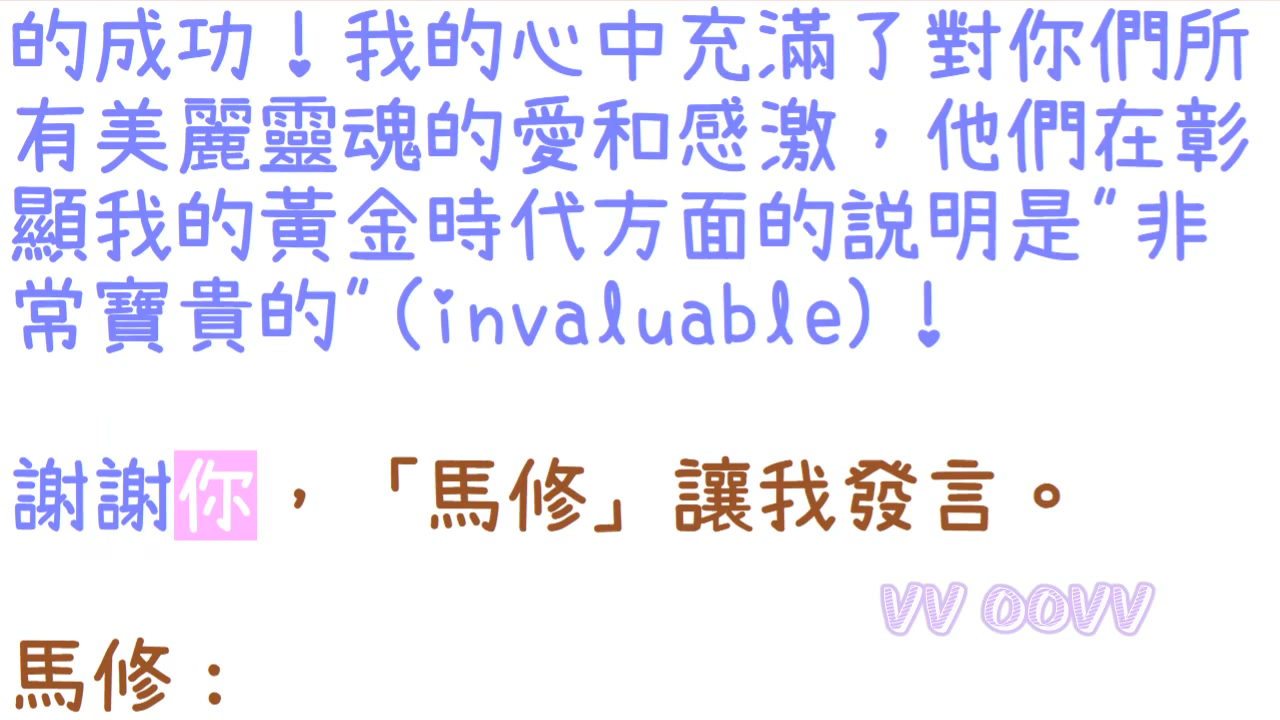 的成功！我的心中充滿了對你們所
有美麗靈魂的愛和感激，他們在彰
顯我的黃金時代方面的説明是"非
常寶貴的"(invaluable)！
謝謝你，「馬修」讓我發言。
VV OOVV
馬修：